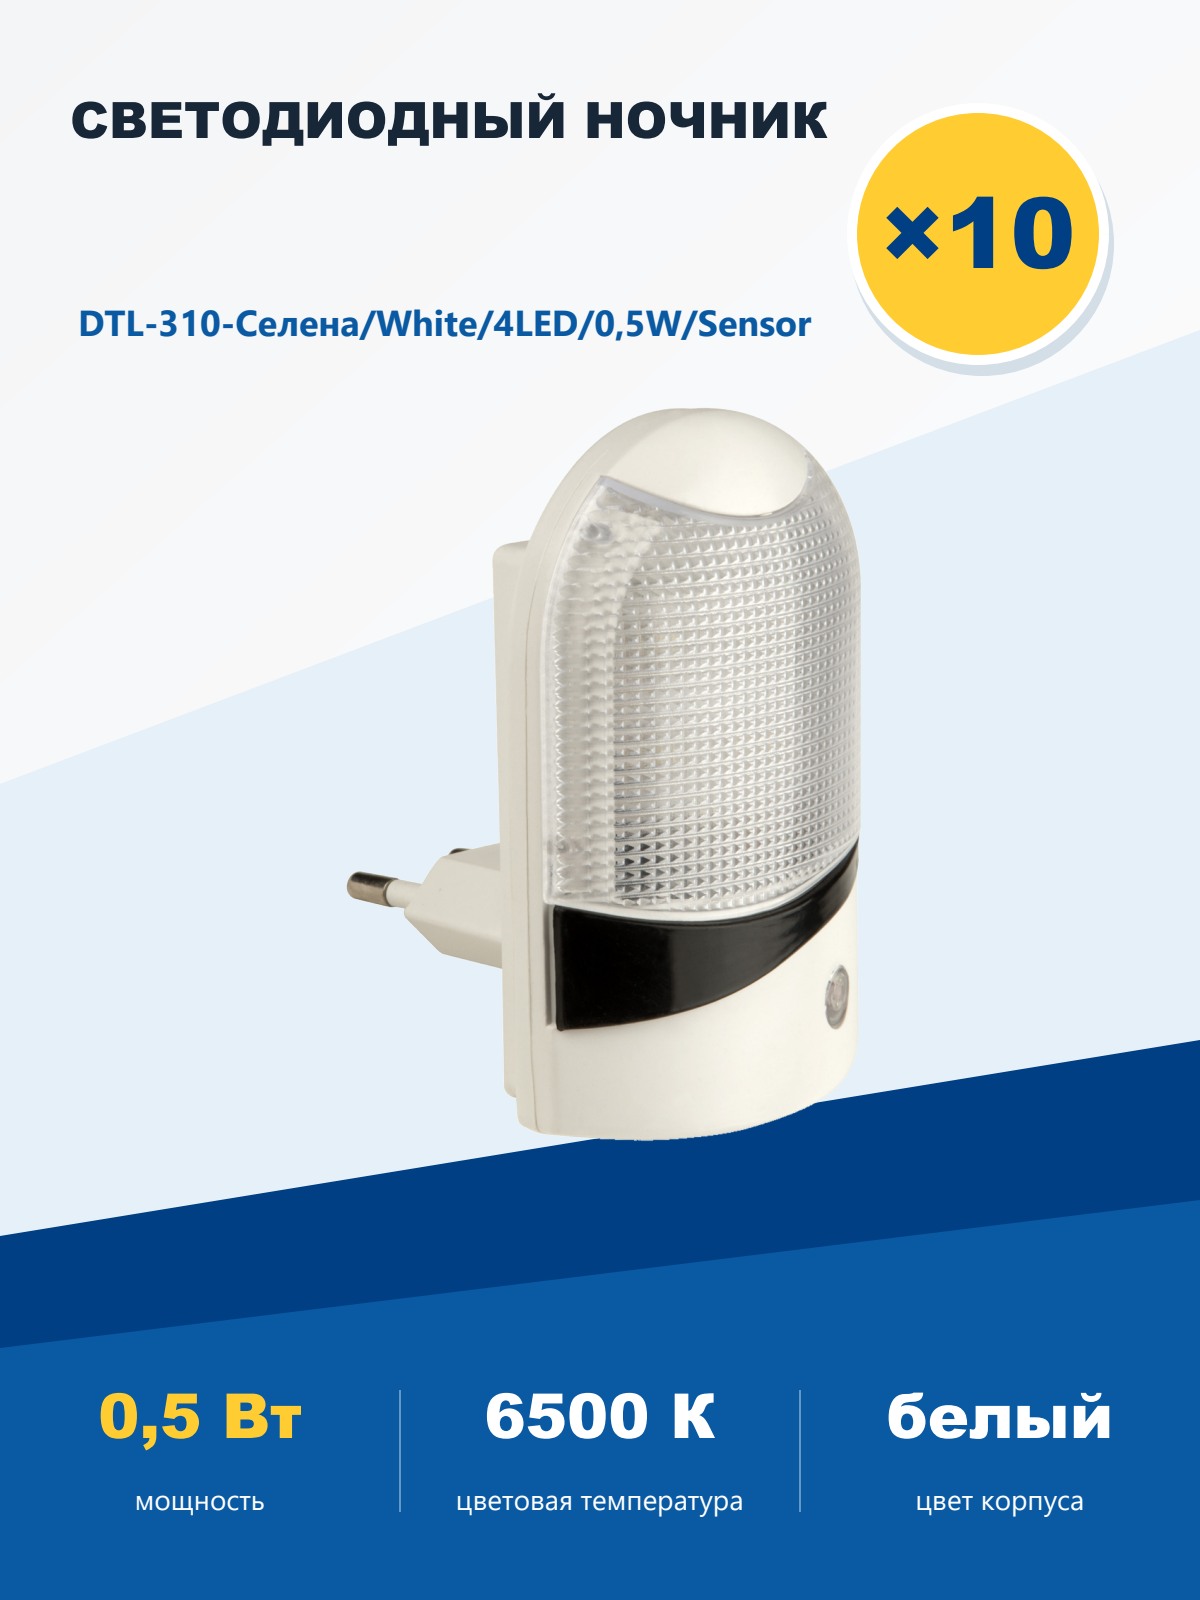 СВЕТОДИОДНЫЙ НОЧНИК
×10
DTL-310-Селена/White/4LED/0,5W/Sensor
0,5 Вт
мощность
6500 К
цветовая температура
белый
цвет корпуса